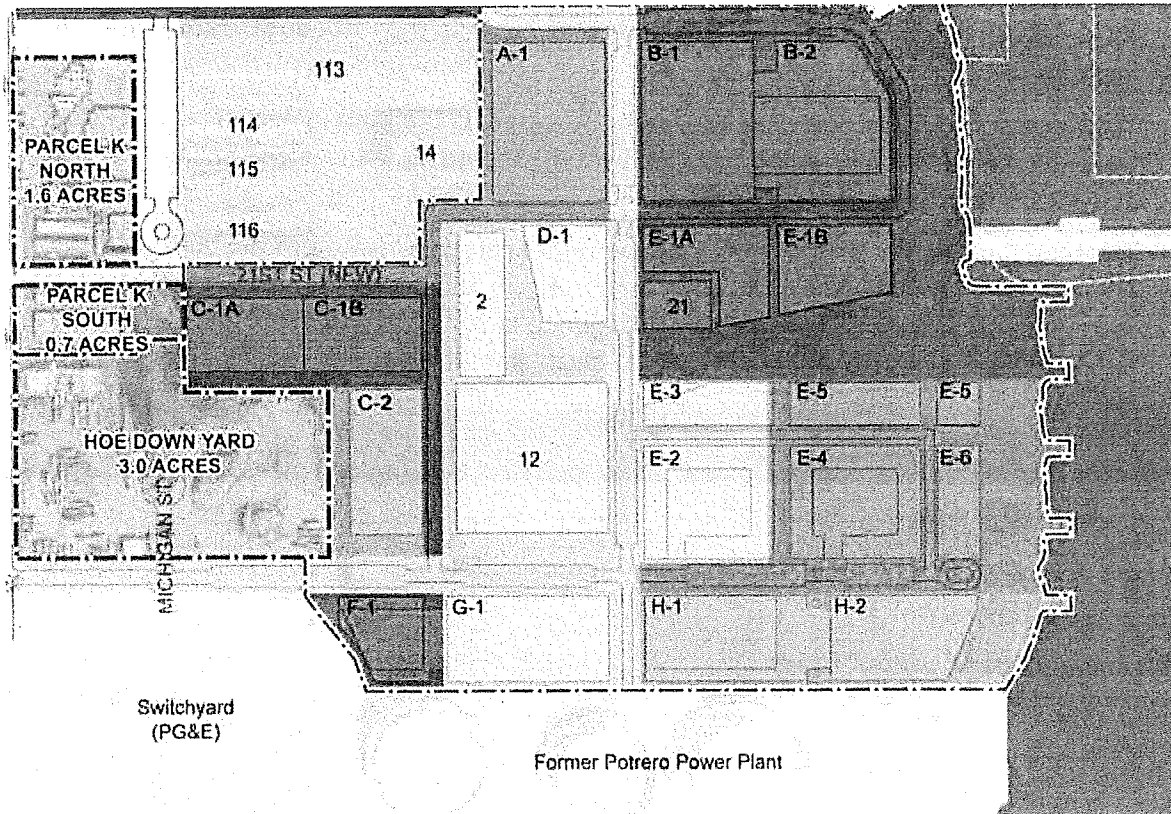 A-1
B-1
B-2
113
114
14
PARCEL K
NORTH
1.6 ACRES
115
116
D-1
E-1A
E-1B
21ST ST (NEW)
PARCEL K
SOUTH
0.7 ACRES
C-1A
C-1B
2
21
C-2
E-3
E-5
E-5
HOE DOWN YARD
3.0 ACRES
12
E-2
E-4
E-6
MICHIGAN ST
F-1
G-1
H-1
H-2
Switchyard
(PG&E)
Former Potrero Power Plant